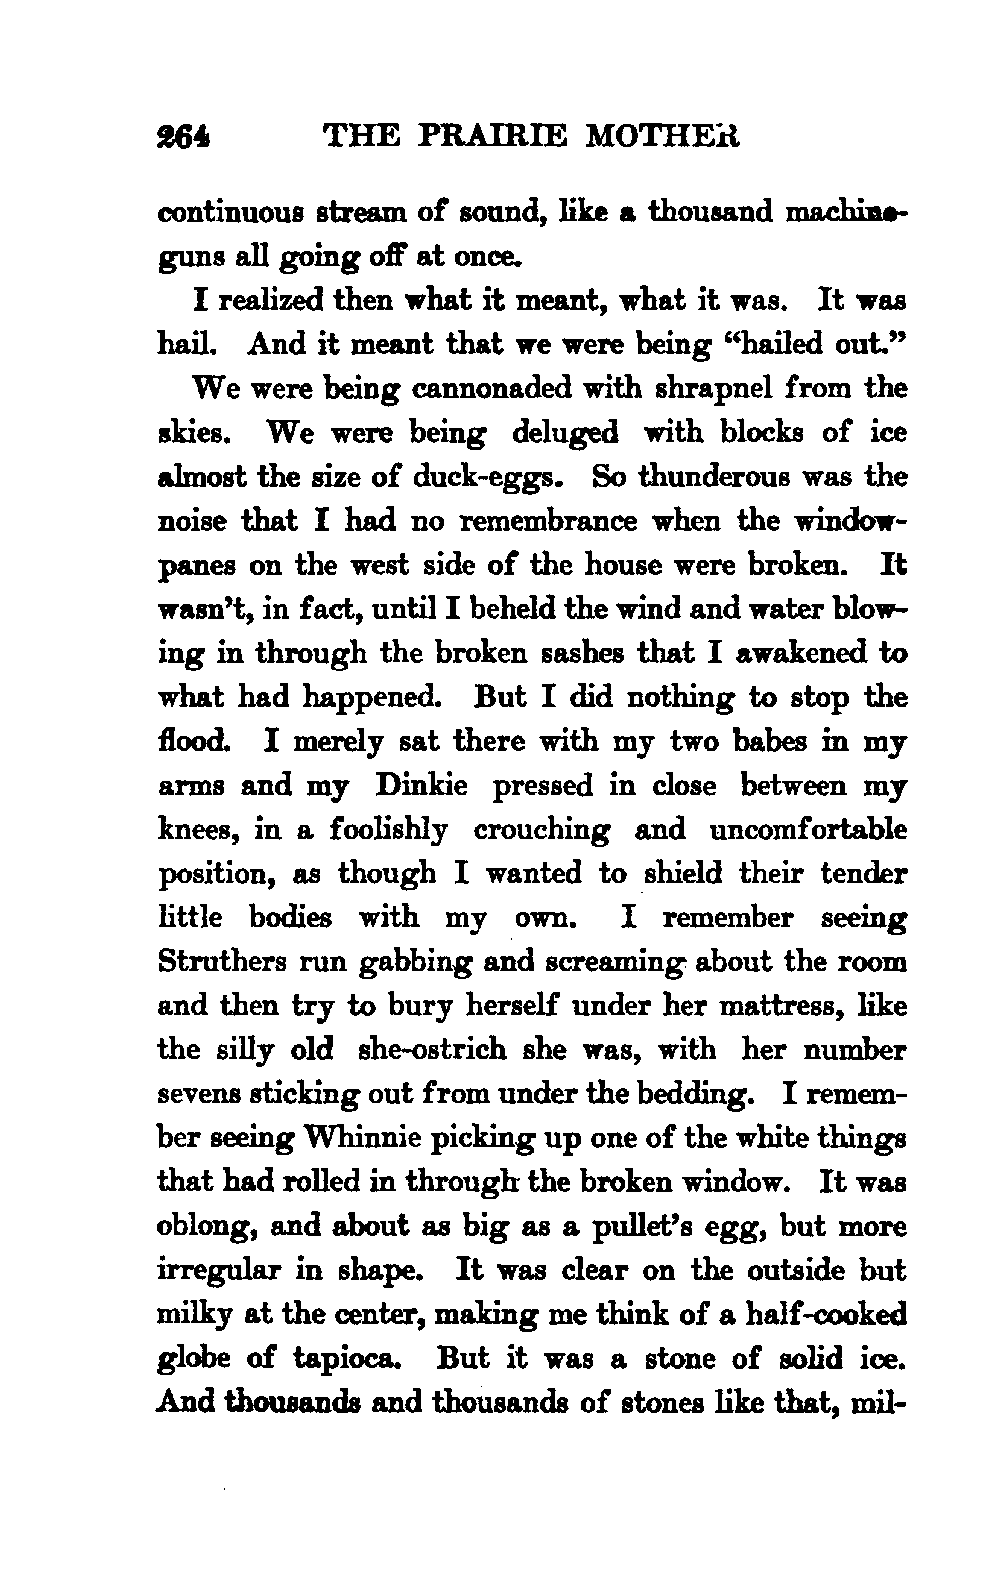 264 THE PRAIRIE MOTHER
continuous stream of sound, like a thousand machine-
guns all going off at once.
I realized then what it meant, what it was. It was
hail. And it meant that we were being “hailed out.”
We were being cannonaded with shrapnel from the
skies. We were being deluged with blocks of ice
almost the size of duck-eggs. So thunderous was the
noise that I had no remembrance when the window-
panes on the west side of the house were broken. It
wasn’t, in fact, until I beheld the wind and water blow-
ing in through the broken sashes that I awakened to
what had happened. But I did nothing to stop the
flood. I merely sat there with my two babes in my
arms and my Dinkie pressed in close between my
knees, in a foolishly crouching and uncomfortable
position, as though I wanted to shield their tender
little bodies with my own. I remember seeing
Struthers run gabbing and screaming about the room
and then try to bury herself under her mattress, like
the silly old she-ostrich she was, with her number
sevens sticking out from under the bedding. I remem-
ber seeing Whinnie picking up one of the white things
that had rolled in through the broken window. It was
oblong, and about as big as a pullet’s egg, but more
irregular in shape. It was clear on the outside but
milky at the center, making me think of a half-cooked
globe of tapioca. But it was a stone of solid ice.
And thousands and thousands of stones like that, mil-